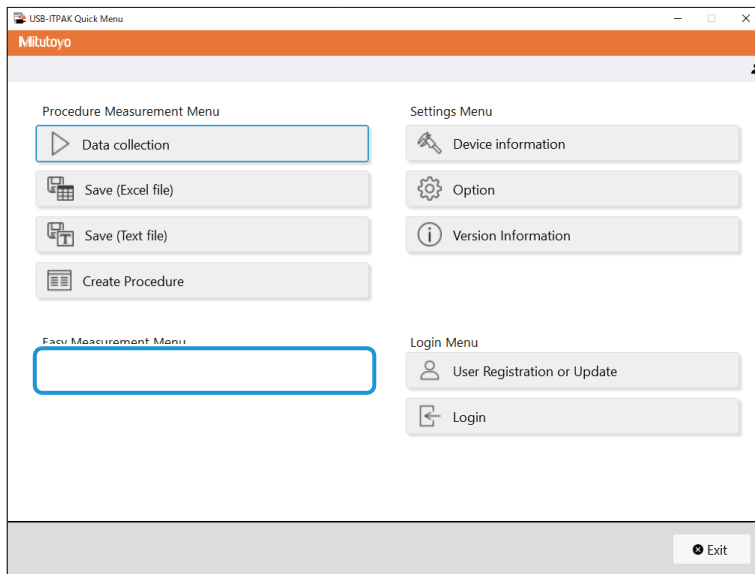 USB-ITPAK Quick Menu
Mitutoyo
Procedure Measurement Menu
Data collection
Save (Excel file)
Save (Text file)
Create Procedure
Easy Measurement Menu
Settings Menu
Device information
Option
Version Information
Login Menu
User Registration or Update
Login
Exit